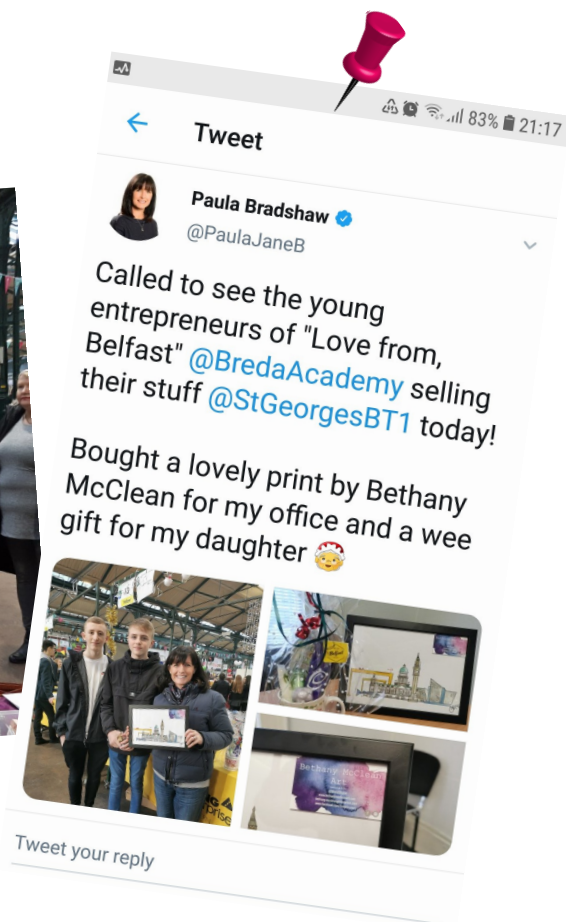 83% 21:17
Tweet
Paula Bradshaw
@PaulaJaneB
Called to see the young
entrepreneurs of "Love from,
Belfast" @BredaAcademy selling
their stuff @StGeorgesBT1 today!
Bought a lovely print by Bethany
McClean for my office and a wee
gift for my daughter 🤶
Bethany McClean
Art
Tweet your reply